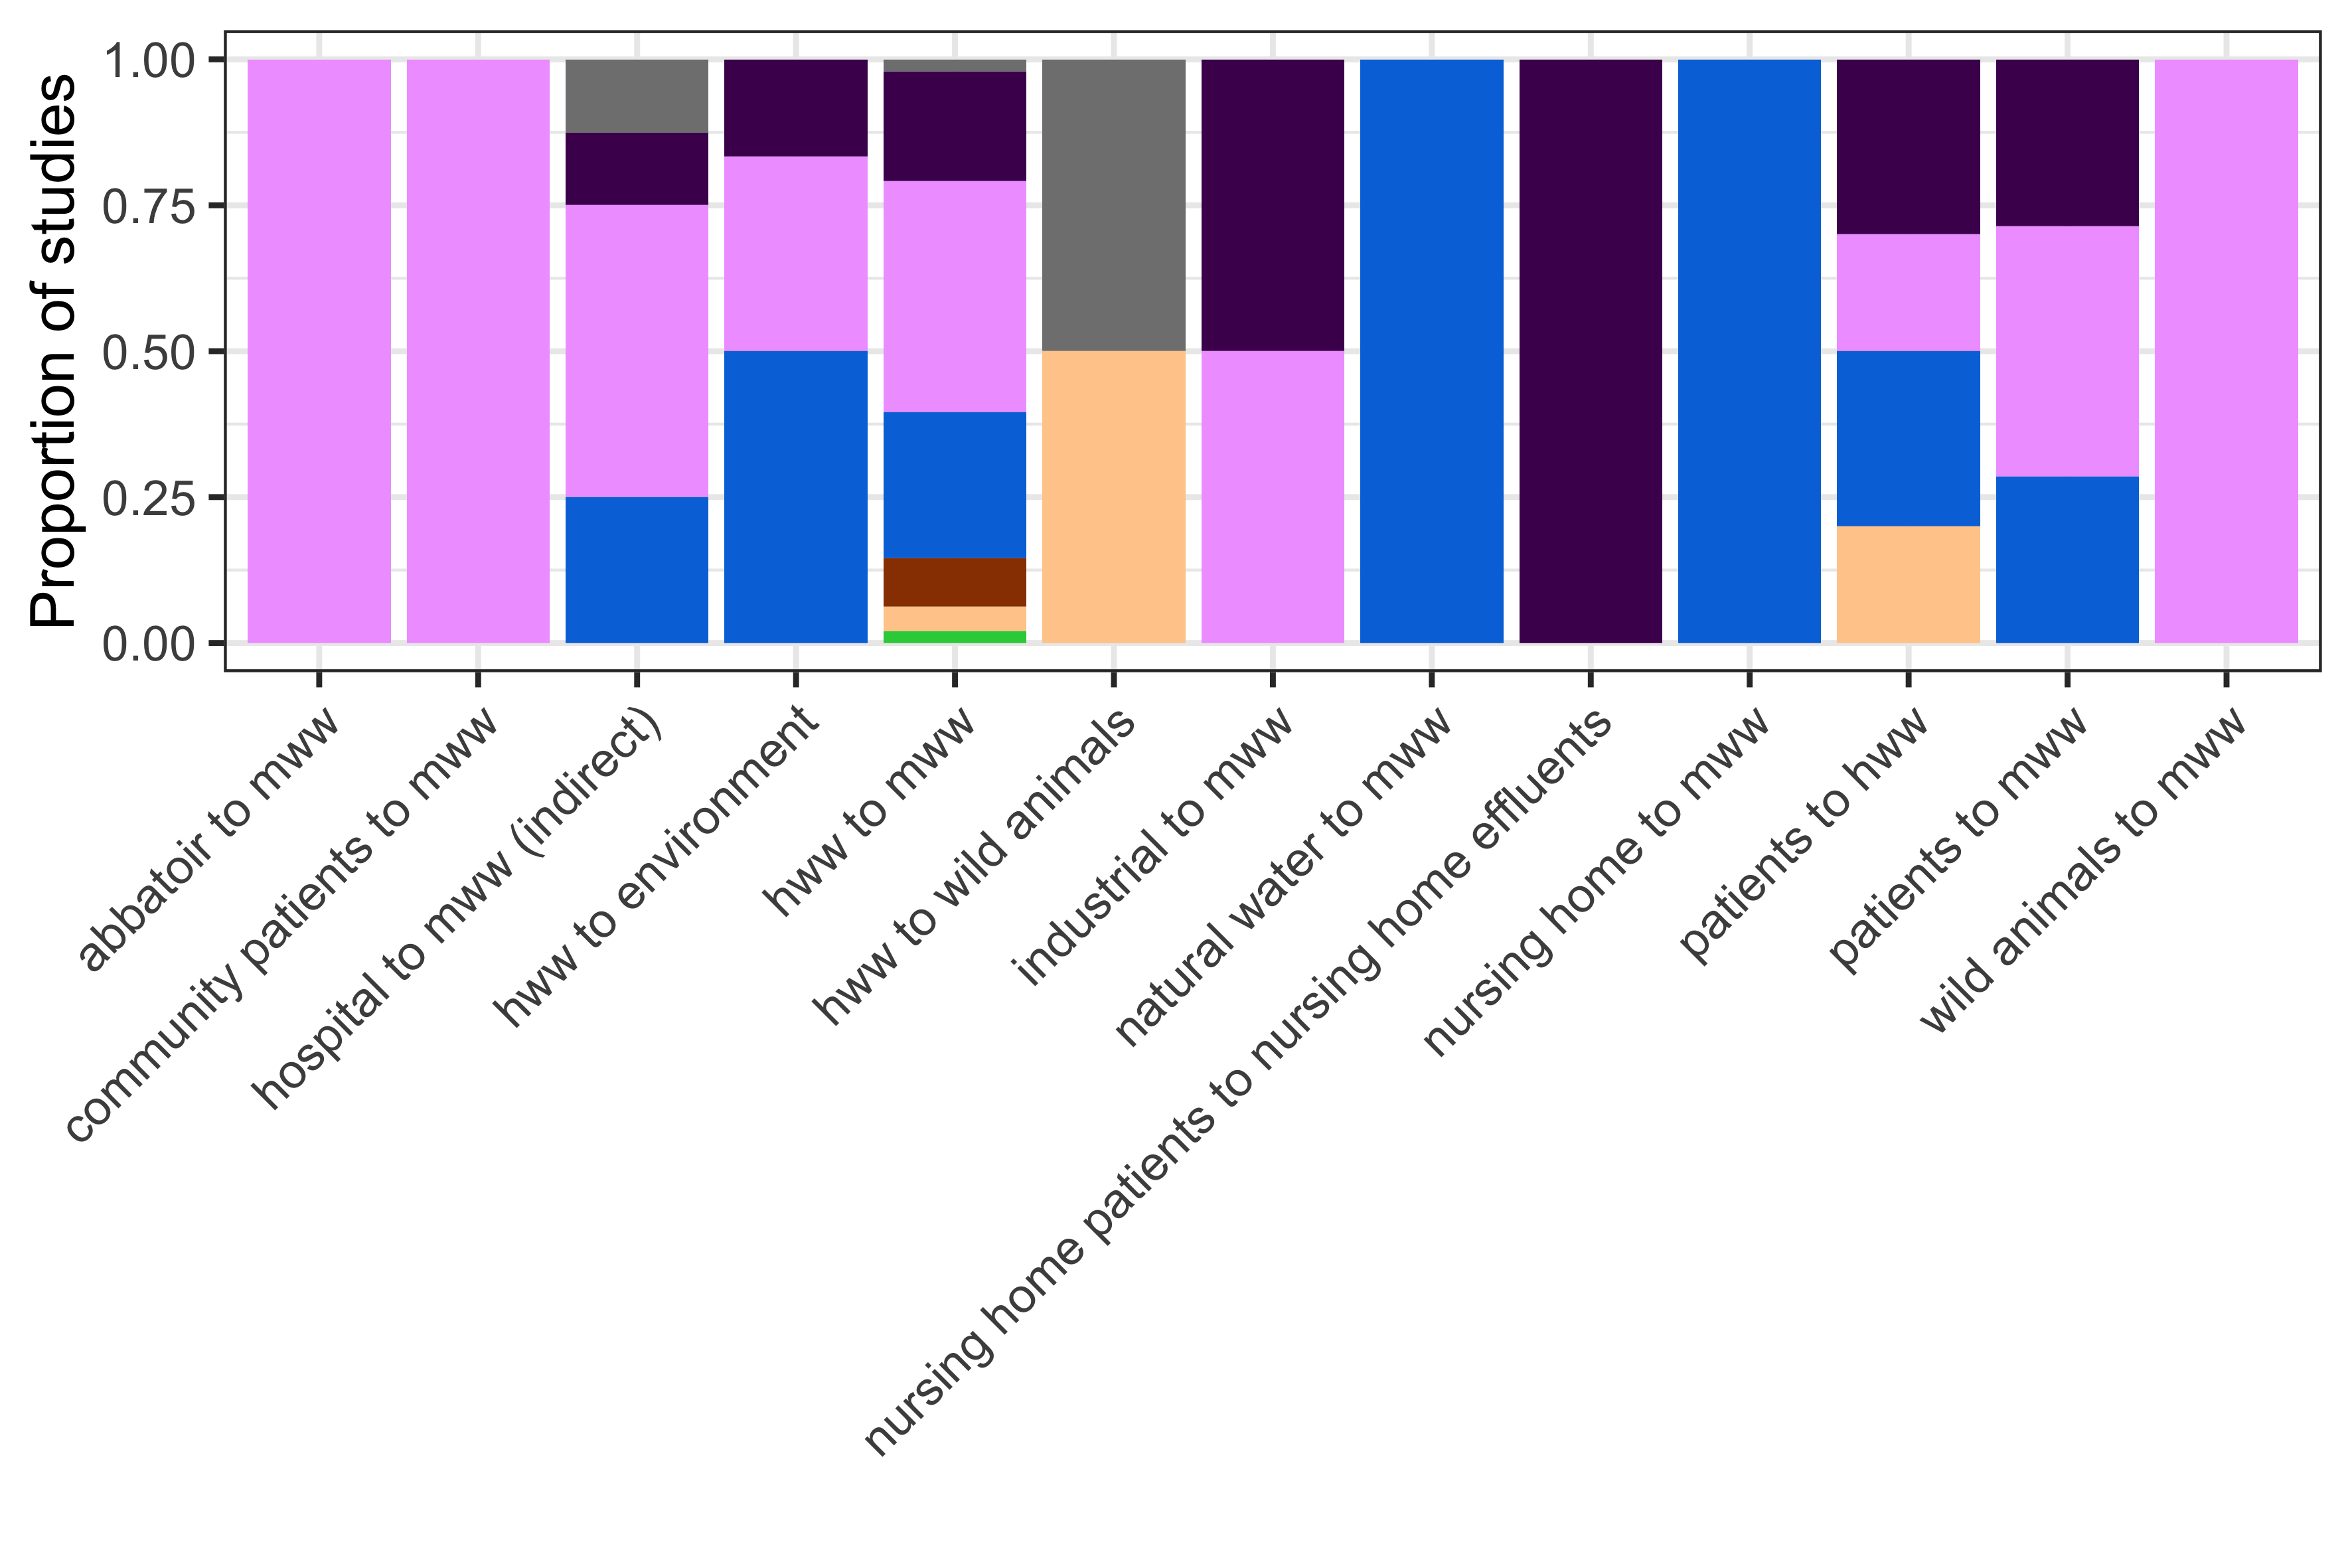 Proportion of studies
1.00
0.75
0.50
0.25
0.00
abbatoir to mww
community patients to mww
hospital to mww (indirect)
hww to environment
hww to mww
hww to wild animals
industrial to mww
natural water to mww
nursing home patients to nursing home effluents
nursing home to mww
patients to hww
patients to mww
wild animals to mww